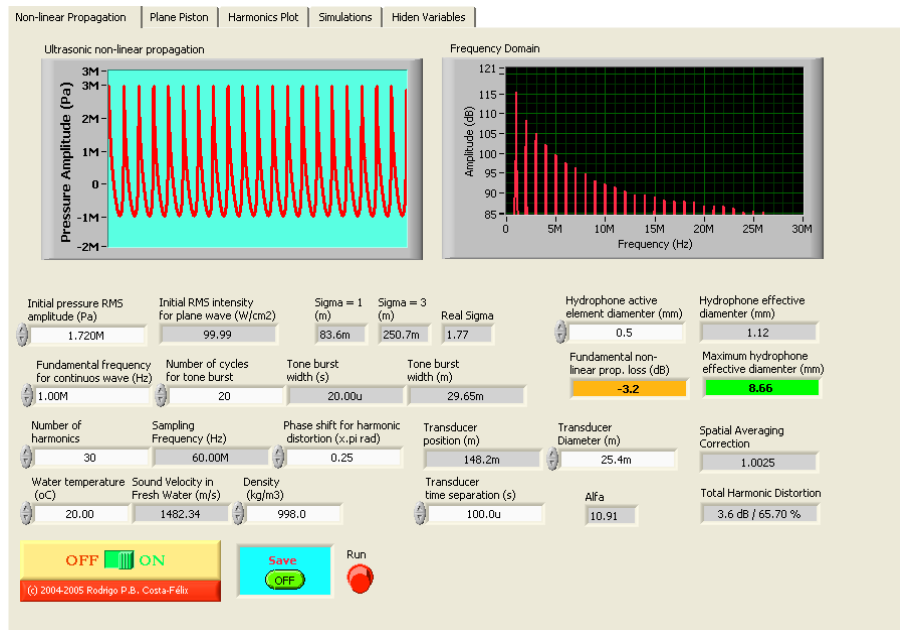 Non-linear Propagation Plane Piston Harmonics Plot Simulations Hiden Variables
Ultrasonic non-linear propagation
Pressure Amplitude (Pa)
3M
3M
2M
1M
0
-1M
-2M
Frequency Domain
Amplitude (dB)
121
115
110
105
100
95
90
85
0 5M 10M 15M 20M 25M 30M
Frequency (Hz)
Initial pressure RMS
amplitude (Pa)
1.720M
Initial RMS intensity
for plane wave (W/cm2)
99.99
Sigma = 1
(m)
83.6m
Sigma = 3
(m)
250.7m
Real Sigma
1.77
Hydrophone active
element diamenter (mm)
0.5
Hydrophone effective
diamenter (mm)
1.12
Fundamental frequency
for continuos wave (Hz)
1.00M
Number of cycles
for tone burst
20
Tone burst
width (s)
20.00u
Tone burst
width (m)
29.65m
Fundamental non-
linear prop. loss (dB)
-3.2
Maximum hydrophone
effective diamenter (mm)
8.66
Number of
harmonics
30
Sampling
Frequency (Hz)
60.00M
Phase shift for harmonic
distortion (x.pi rad)
0.25
Transducer
position (m)
148.2m
Transducer
Diameter (m)
25.4m
Spatial Averaging
Correction
1.0025
Water temperature
(oC)
20.00
Sound Velocity in
Fresh Water (m/s)
1482.34
Density
(kg/m3)
998.0
Transducer
time separation (s)
100.0u
Alfa
10.91
Total Harmonic Distortion
3.6 dB / 65.70 %
OFF ON
(c) 2004-2005 Rodrigo P.B. Costa-Félix
Save
OFF
Run